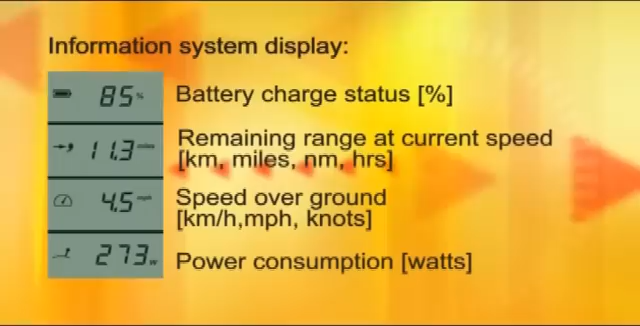 Information system display:
85% Battery charge status [%]
11.3 Remaining range at current speed
[km, miles, nm, hrs]
4.5 Speed over ground
[km/h,mph, knots]
273w Power consumption [watts]